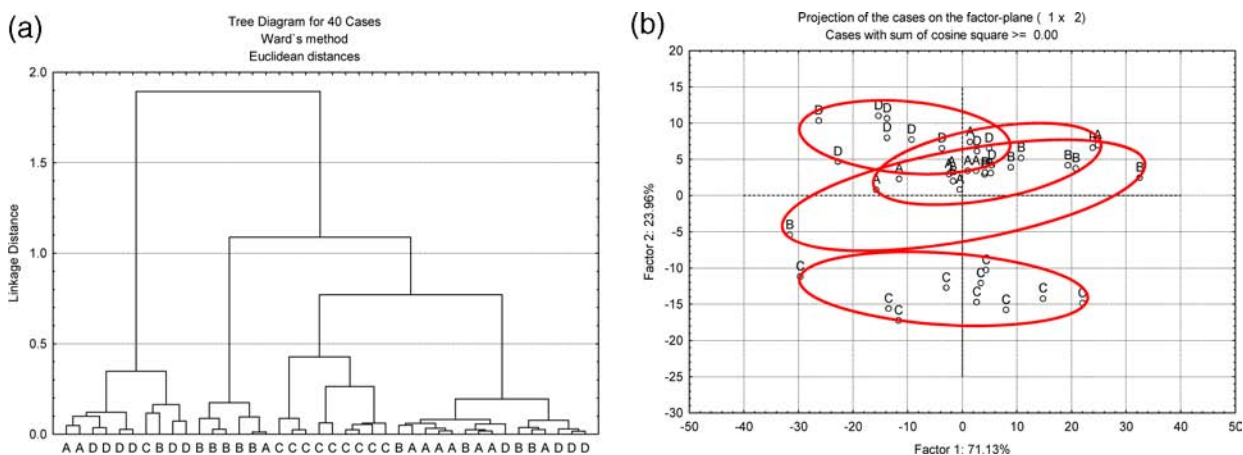 (a)
Tree Diagram for 40 Cases
Ward`s method
Euclidean distances
2.0
1.5
1.0
0.5
0.0
Linkage Distance
A A D D D D C B D D B B B B B A C C C C C C C C C B A A A A B A A D B B A D D D
(b)
Projection of the cases on the factor-plane ( 1 x 2)
Cases with sum of cosine square >= 0.00
20
15
10
5
0
-5
-10
-15
-20
-25
-30
Factor 2: 23.96%
D D D
D D D A D D
D D A
B B B B B
A A A A
A A
B
C C
C C C
C C C
C
-50 -40 -30 -20 -10 0 10 20 30 40 50
Factor 1: 71.13%